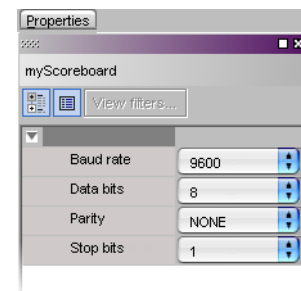 Properties
myScoreboard
View filters...
Baud rate 9600
Data bits 8
Parity NONE
Stop bits 1